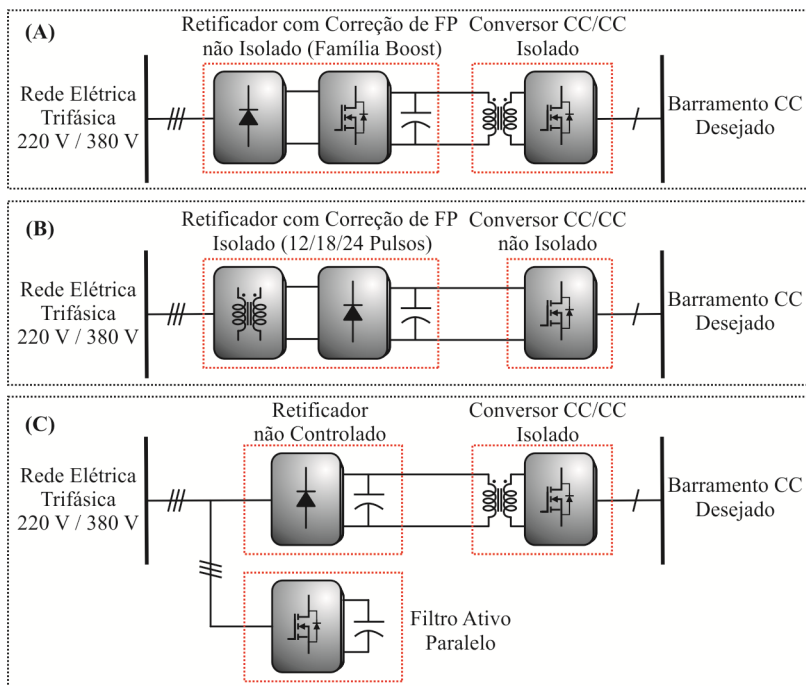 (A)
Retificador com Correção de FP
não Isolado (Família Boost)
Conversor CC/CC
Isolado
Rede Elétrica
Trifásica
220 V / 380 V
Barramento CC
Desejado
(B)
Retificador com Correção de FP
Isolado (12/18/24 Pulsos)
Conversor CC/CC
não Isolado
Rede Elétrica
Trifásica
220 V / 380 V
Barramento CC
Desejado
(C)
Retificador
não Controlado
Conversor CC/CC
Isolado
Rede Elétrica
Trifásica
220 V / 380 V
Barramento CC
Desejado
Filtro Ativo
Paralelo